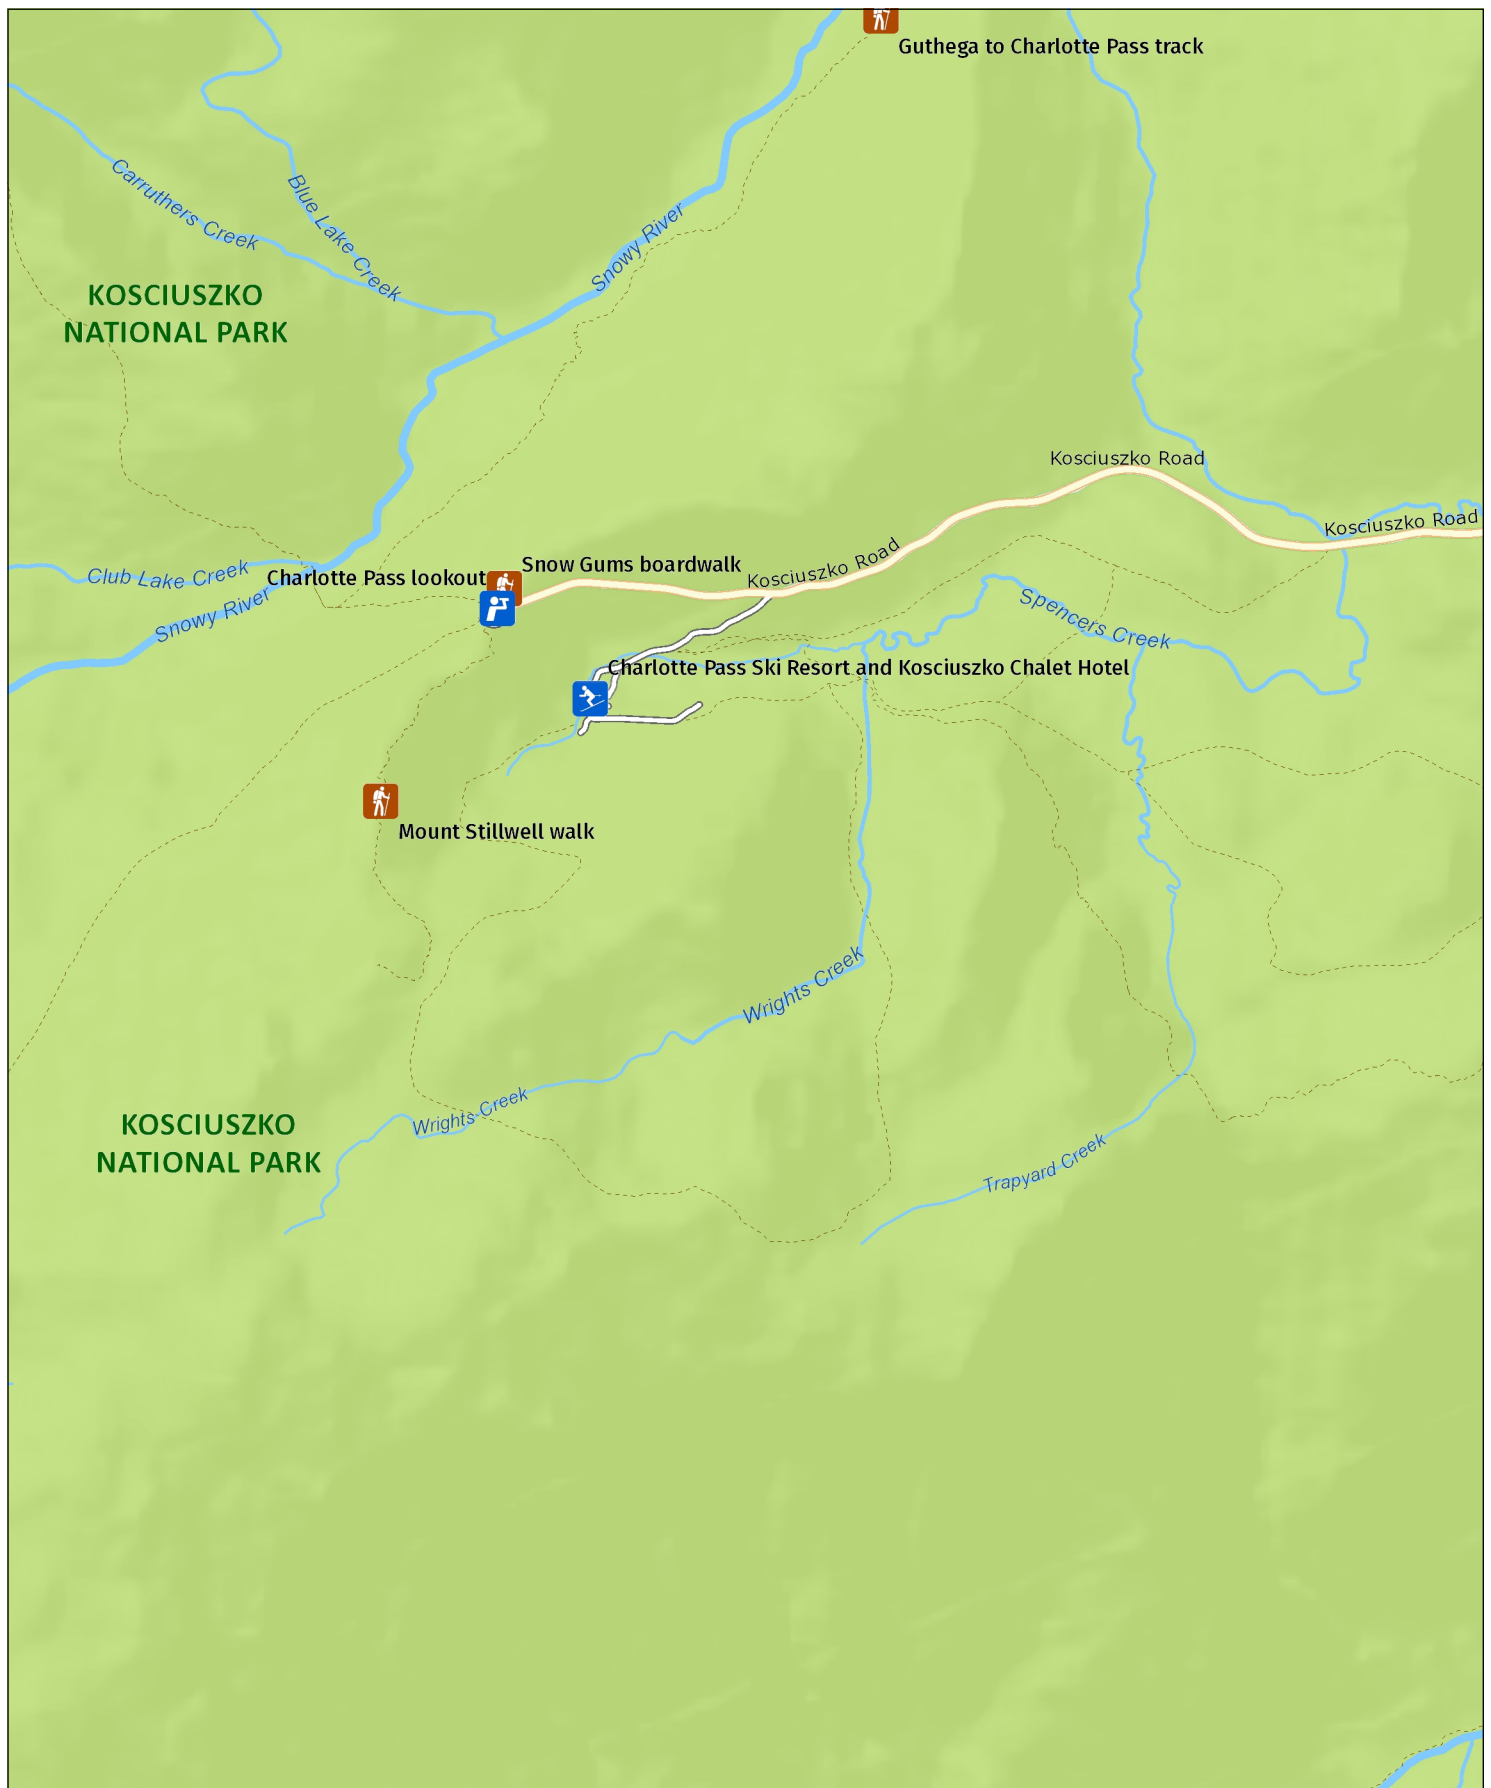 Guthega to Charlotte Pass track
Carruthers Creek
Blue Lake Creek
Snowy River
KOSCIUSZKO
NATIONAL PARK
Kosciuszko Road
Kosciuszko Road
Kosciuszko Road
Snow Gums boardwalk
Charlotte Pass lookout
Club Lake Creek
Snowy River
Spencers Creek
Charlotte Pass Ski Resort and Kosciuszko Chalet Hotel
Mount Stillwell walk
Wrights Creek
Wrights Creek
KOSCIUSZKO
NATIONAL PARK
Trapyard Creek